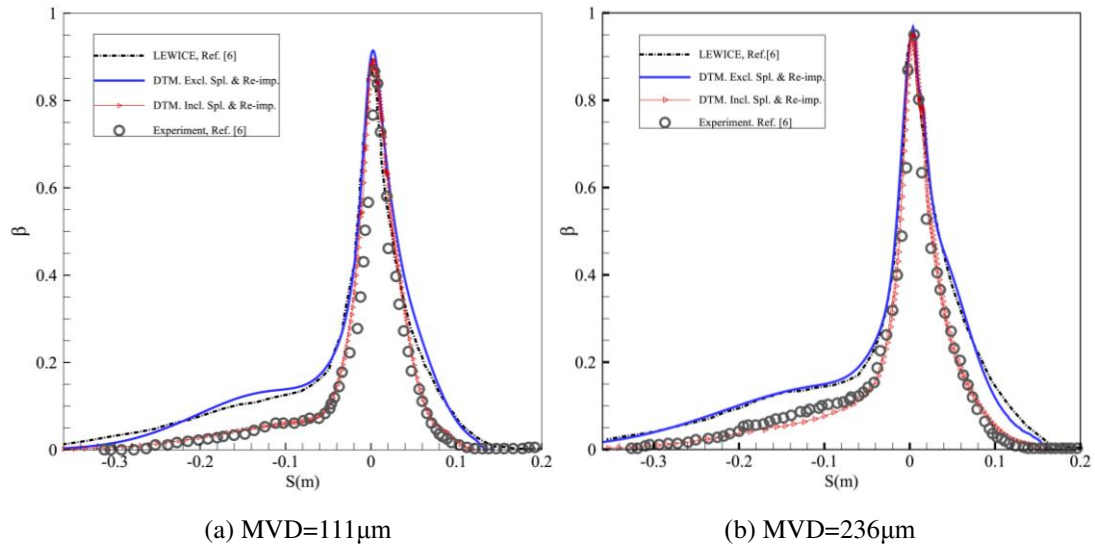 1
0.8
0.6
0.4
0.2
0
β
-0.3
-0.2
-0.1
0
0.1
0.2
S(m)
LEWICE, Ref. [6]
DTM. Excl. Spl. & Re-imp.
DTM. Incl. Spl. & Re-imp.
Experiment, Ref. [6]
(a) MVD=111μm
1
0.8
0.6
0.4
0.2
0
β
-0.3
-0.2
-0.1
0
0.1
0.2
S(m)
LEWICE, Ref.[6]
DTM. Excl. Spl. & Re-imp.
DTM. Incl. Spl. & Re-imp.
Experiment. Ref. [6]
(b) MVD=236μm